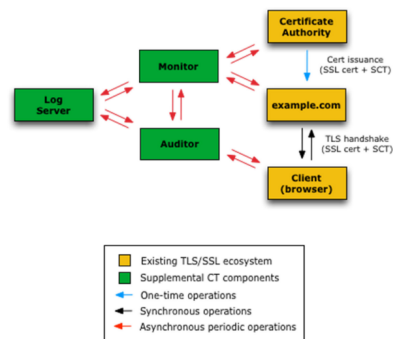 Certificate
Authority
Monitor
Cert issuance
(SSL cert + SCT)
Log
Server
example.com
TLS handshake
(SSL cert + SCT)
Auditor
Client
(browser)
Existing TLS/SSL ecosystem
Supplemental CT components
One-time operations
Synchronous operations
Asynchronous periodic operations